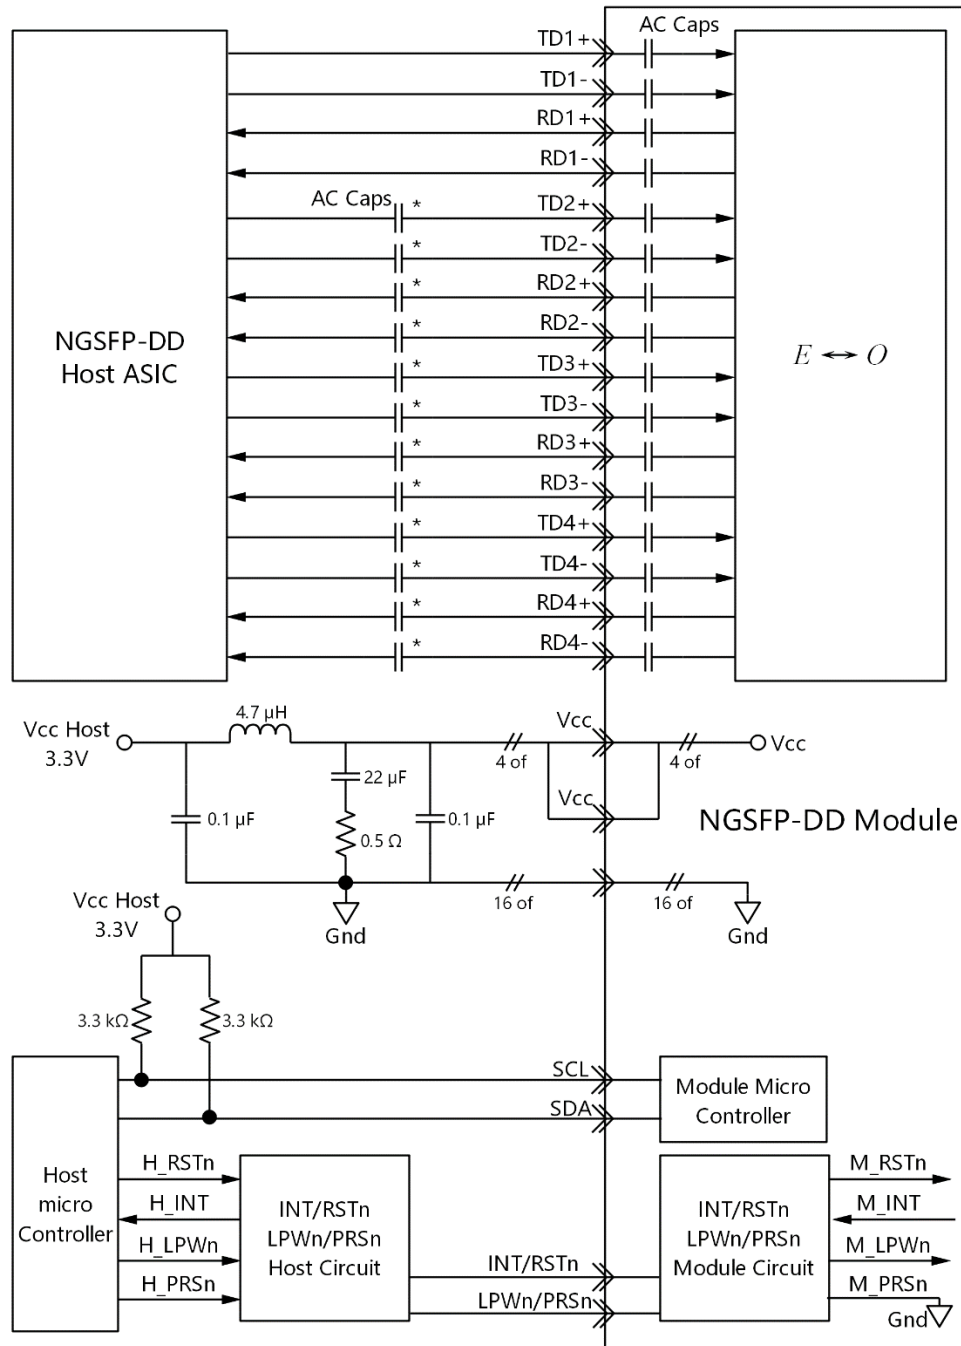 AC Caps
TD1+
TD1-
RD1+
RD1-
AC Caps
* TD2+
* TD2-
* RD2+
* RD2-
NGSFP-DD
Host ASIC
E ↔ O
* TD3+
* TD3-
* RD3+
* RD3-
* TD4+
* TD4-
* RD4+
* RD4-
Vcc Host
3.3V
4.7 µH
Vcc
4 of
4 of
Vcc
22 µF
0.1 µF
0.5 Ω
0.1 µF
Vcc
NGSFP-DD Module
16 of
16 of
Gnd
Gnd
Vcc Host
3.3V
3.3 kΩ
3.3 kΩ
SCL
SDA
Module Micro
Controller
Host
micro
Controller
H_RSTn
H_INT
H_LPWn
H_PRSn
INT/RSTn
LPWn/PRSn
Host Circuit
INT/RSTn
LPWn/PRSn
INT/RSTn
LPWn/PRSn
Module Circuit
M_RSTn
M_INT
M_LPWn
M_PRSn
Gnd